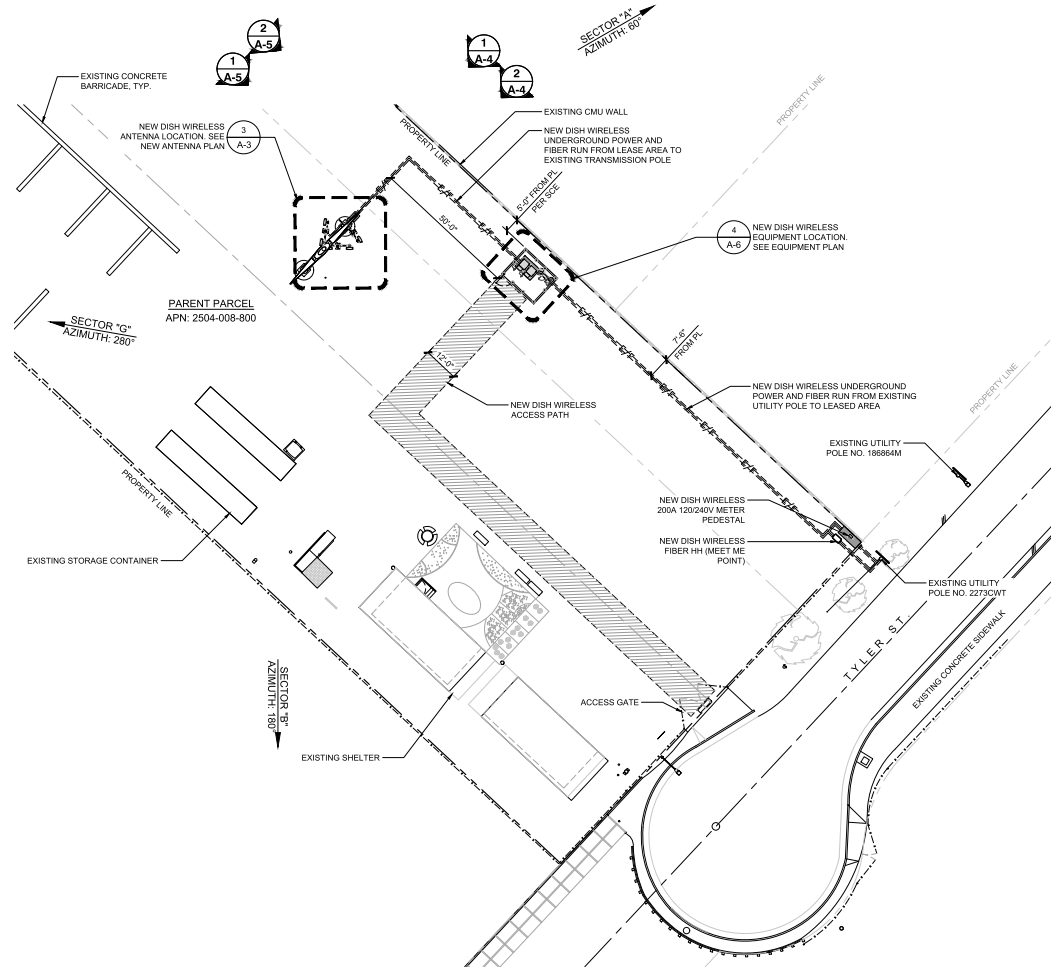 2
A-5
1
A-5
1
A-4
2
A-4
SECTOR "A"
AZIMUTH: 60°
EXISTING CONCRETE
BARRICADE, TYP.
NEW DISH WIRELESS
ANTENNA LOCATION. SEE
NEW ANTENNA PLAN
3
A-3
PROPERTY LINE
EXISTING CMU WALL
NEW DISH WIRELESS
UNDERGROUND POWER AND
FIBER RUN FROM LEASE AREA TO
EXISTING TRANSMISSION POLE
PROPERTY LINE
5'-0" FROM PL
PER SCE
50'-0"
4
A-6
NEW DISH WIRELESS
EQUIPMENT LOCATION.
SEE EQUIPMENT PLAN
PARENT PARCEL
APN: 2504-008-800
SECTOR "G"
AZIMUTH: 280°
7'-6"
FROM PL
12'-0"
NEW DISH WIRELESS
ACCESS PATH
NEW DISH WIRELESS UNDERGROUND
POWER AND FIBER RUN FROM EXISTING
UTILITY POLE TO LEASED AREA
PROPERTY LINE
EXISTING UTILITY
POLE NO. 186864M
PROPERTY LINE
NEW DISH WIRELESS
200A 120/240V METER
PEDESTAL
NEW DISH WIRELESS
FIBER HH (MEET ME
POINT)
EXISTING STORAGE CONTAINER
EXISTING UTILITY
POLE NO. 2273CWT
TYLER ST.
EXISTING CONCRETE SIDEWALK
SECTOR "B"
AZIMUTH: 180°
ACCESS GATE
EXISTING SHELTER